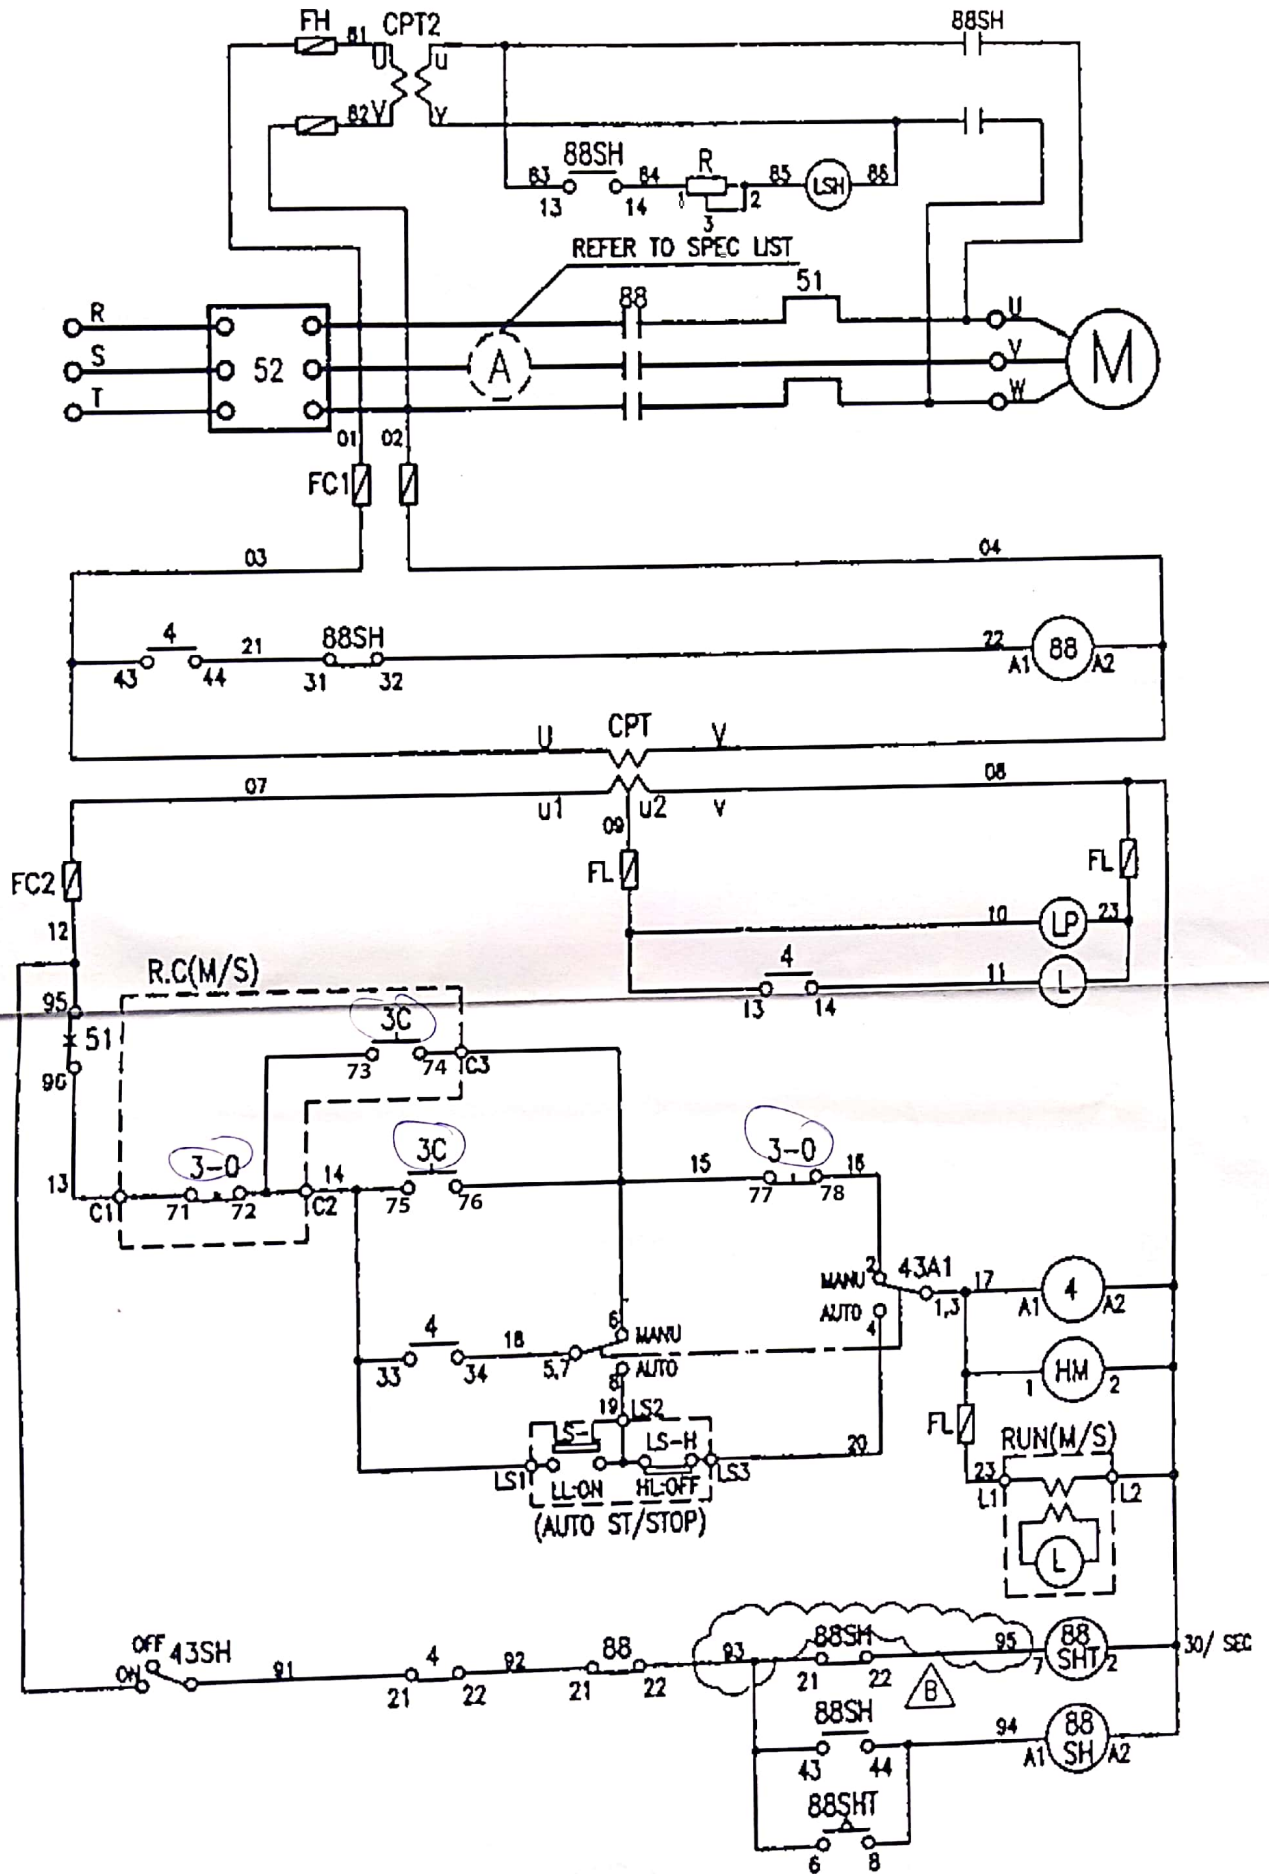 FH
CPT2
88SH
81
U
u
82
V
V
88SH
R
83
84
85
LSH
86
13
14
1
2
3
REFER TO SPEC LIST
51
88
R
U
S
52
A
V
M
T
W
01
02
FC1
03
04
4
21
88SH
22
88
43
44
31
32
A1
A2
U
CPT
V
07
08
u1
u2
v
09
FC2
FL
FL
12
10
LP
23
R.C(M/S)
4
11
L
95
13
14
3C
51
73
74
C3
96
3C
3-O
3-O
14
15
16
13
C1
71
72
C2
75
76
77
78
2
43A1
MANU
17
4
AUTO
1,3
A1
A2
4
4
18
6
MANU
33
34
5,7
AUTO
8
1
HM
2
19
LS2
LS-H
FL
RUN(M/S)
20
23
LS1
LS3
L1
L2
LL:ON
HL:OFF
(AUTO ST/STOP)
L
OFF
43SH
ON
91
4
92
88
93
88SH
95
88
SHT
7
2
30/ SEC
21
22
21
22
21
22
B
88SH
94
88
SH
43
44
A1
A2
88SHT
6
8